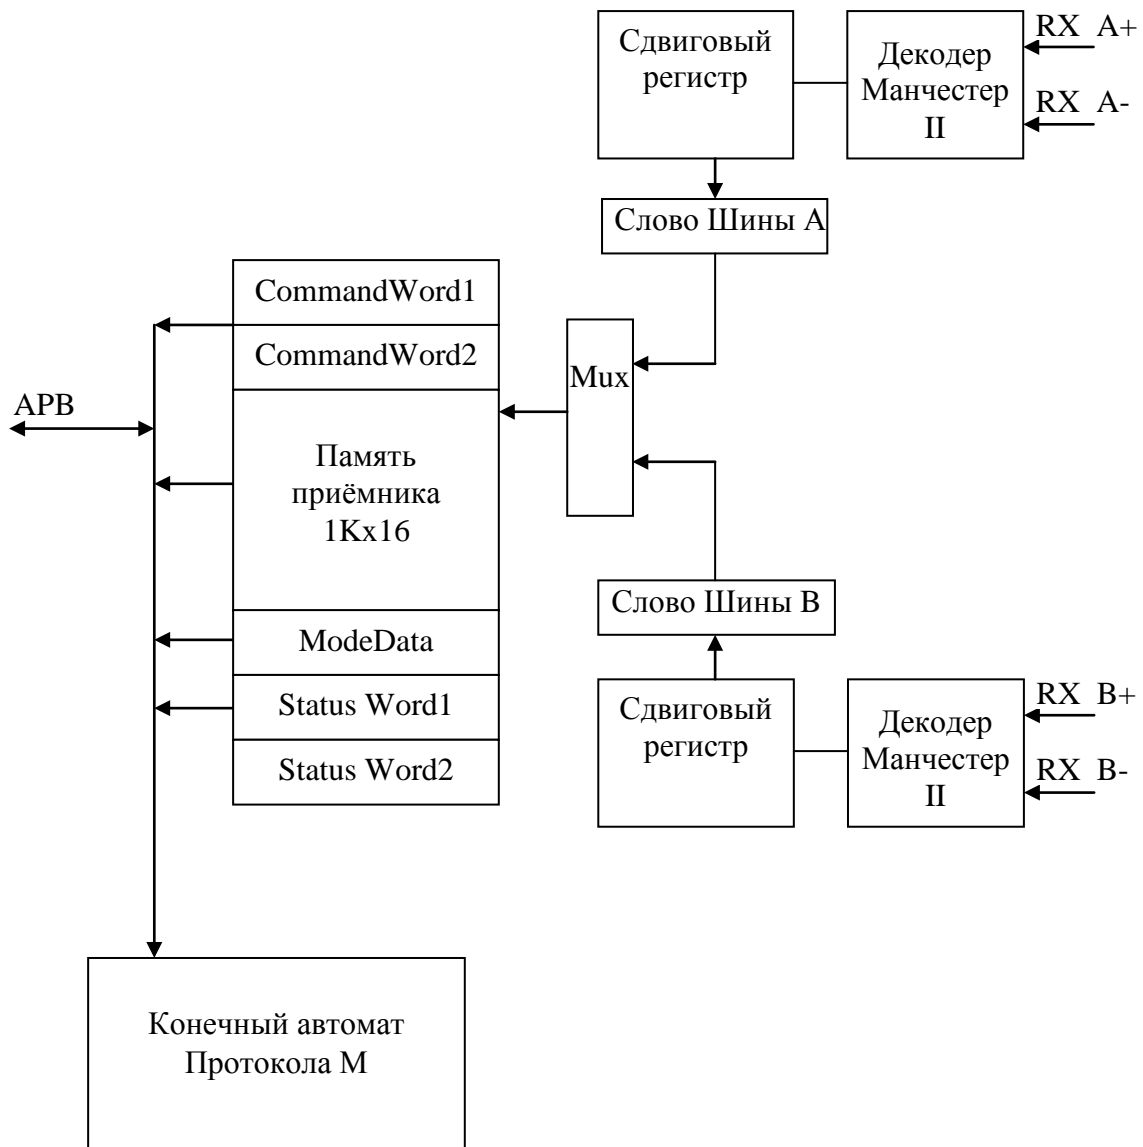 Сдвиговый
регистр
Декодер
Манчестер
II
RX A+
RX A-
Слово Шины A
CommandWord1
CommandWord2
Mux
APB
Память
приёмника
1Kx16
Слово Шины B
ModeData
Status Word1
Status Word2
Сдвиговый
регистр
Декодер
Манчестер
II
RX B+
RX B-
Конечный автомат
Протокола М